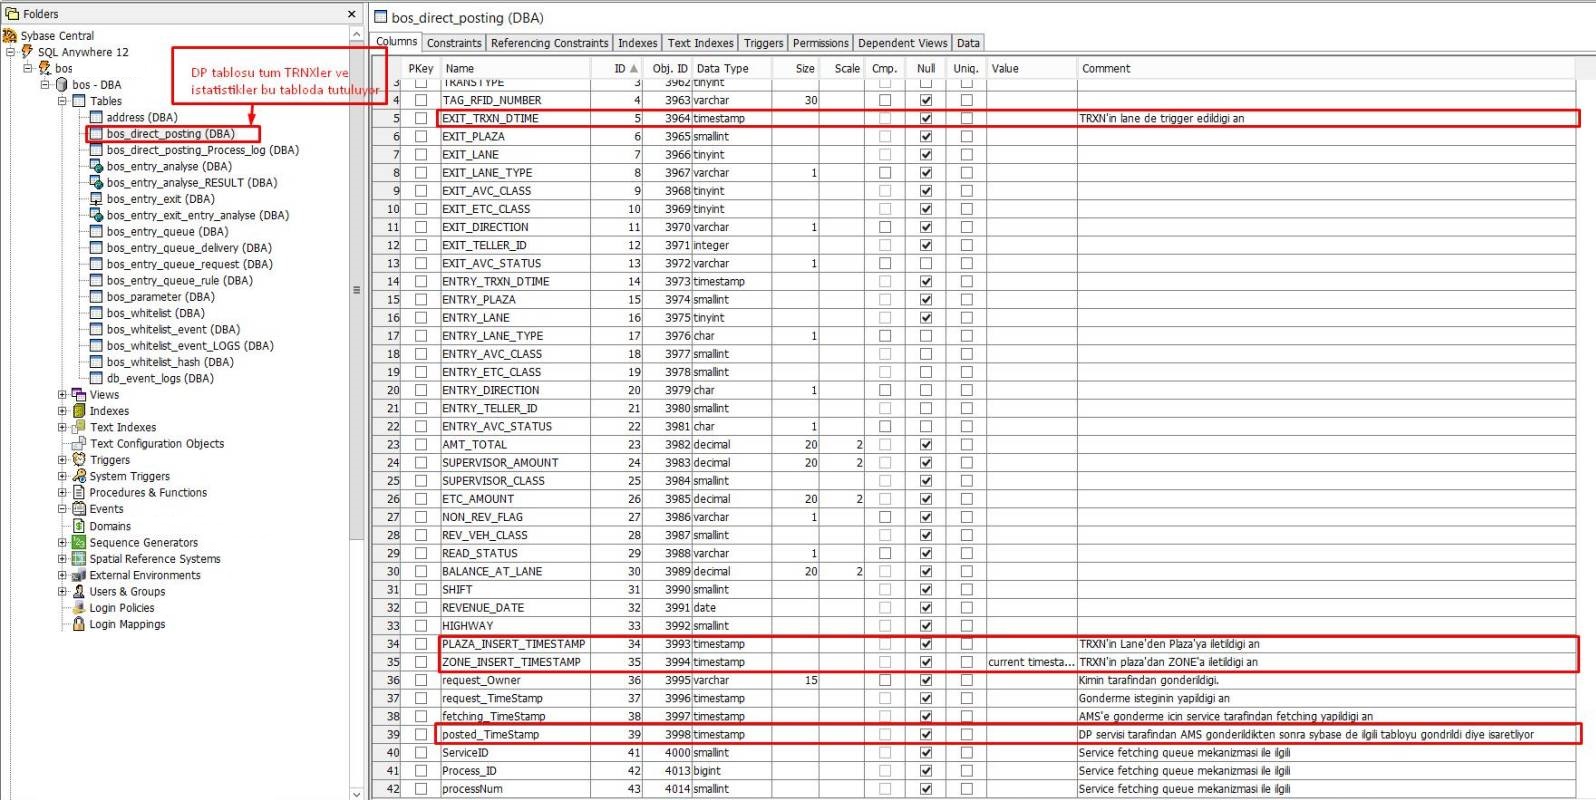 Folders
Sybase Central
SQL Anywhere 12
bos
bos - DBA
Tables
address (DBA)
bos_direct_posting (DBA)
bos_direct_posting_Process_log (DBA)
bos_entry_analyse (DBA)
bos_entry_analyse_RESULT (DBA)
bos_entry_exit (DBA)
bos_entry_exit_entry_analyse (DBA)
bos_entry_queue (DBA)
bos_entry_queue_delivery (DBA)
bos_entry_queue_request (DBA)
bos_entry_queue_rule (DBA)
bos_parameter (DBA)
bos_whitelist (DBA)
bos_whitelist_event (DBA)
bos_whitelist_event_LOGS (DBA)
bos_whitelist_hash (DBA)
db_event_logs (DBA)
Views
Indexes
Text Indexes
Text Configuration Objects
Triggers
System Triggers
Procedures & Functions
Events
Domains
Sequence Generators
Spatial Reference Systems
External Environments
Users & Groups
Login Policies
Login Mappings
DP tablosu tum TRNXler ve
istatistikler bu tabloda tutuluyor
bos_direct_posting (DBA)
Columns Constraints Referencing Constraints Indexes Text Indexes Triggers Permissions Dependent Views Data
PKey Name ID Obj. ID Data Type Size Scale Cmp. Null Uniq. Value Comment
3 TRANSTYPE 3 3962 tinyint
4 TAG_RFID_NUMBER 4 3963 varchar 30
5 EXIT_TRXN_DTIME 5 3964 timestamp TRXN'in lane de trigger edildigi an
6 EXIT_PLAZA 6 3965 smallint
7 EXIT_LANE 7 3966 tinyint
8 EXIT_LANE_TYPE 8 3967 varchar 1
9 EXIT_AVC_CLASS 9 3968 tinyint
10 EXIT_ETC_CLASS 10 3969 tinyint
11 EXIT_DIRECTION 11 3970 varchar 1
12 EXIT_TELLER_ID 12 3971 integer
13 EXIT_AVC_STATUS 13 3972 varchar 1
14 ENTRY_TRXN_DTIME 14 3973 timestamp
15 ENTRY_PLAZA 15 3974 smallint
16 ENTRY_LANE 16 3975 tinyint
17 ENTRY_LANE_TYPE 17 3976 char 1
18 ENTRY_AVC_CLASS 18 3977 smallint
19 ENTRY_ETC_CLASS 19 3978 smallint
20 ENTRY_DIRECTION 20 3979 char 1
21 ENTRY_TELLER_ID 21 3980 smallint
22 ENTRY_AVC_STATUS 22 3981 char 1
23 AMT_TOTAL 23 3982 decimal 20 2
24 SUPERVISOR_AMOUNT 24 3983 decimal 20 2
25 SUPERVISOR_CLASS 25 3984 smallint
26 ETC_AMOUNT 26 3985 decimal 20 2
27 NON_REV_FLAG 27 3986 varchar 1
28 REV_VEH_CLASS 28 3987 smallint
29 READ_STATUS 29 3988 varchar 1
30 BALANCE_AT_LANE 30 3989 decimal 20 2
31 SHIFT 31 3990 smallint
32 REVENUE_DATE 32 3991 date
33 HIGHWAY 33 3992 smallint
34 PLAZA_INSERT_TIMESTAMP 34 3993 timestamp TRXN'in Lane'den Plaza'ya iletildigi an
35 ZONE_INSERT_TIMESTAMP 35 3994 timestamp current timesta... TRXN'in plaza'dan ZONE'a iletildigi an
36 request_Owner 36 3995 varchar 15 Kimin tarafindan gonderildigi.
37 request_TimeStamp 37 3996 timestamp Gonderme isteginin yapildigi an
38 fetching_TimeStamp 38 3997 timestamp AMS'e gonderme icin service tarafindan fetching yapildigi an
39 posted_TimeStamp 39 3998 timestamp DP servisi tarafindan AMS gonderildikten sonra sybase de ilgili tabloyu gondrildi diye isaretliyor
40 ServiceID 41 4000 smallint Service fetching queue mekanizmasi ile ilgili
41 Process_ID 42 4013 bigint Service fetching queue mekanizmasi ile ilgili
42 processNum 43 4014 smallint Service fetching queue mekanizmasi ile ilgili